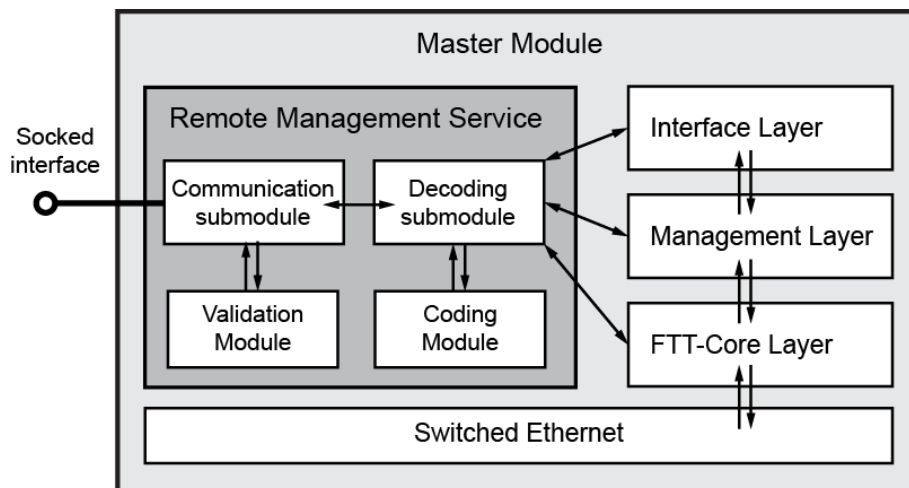 Master Module
Socked
interface
Remote Management Service
Communication
submodule
Decoding
submodule
Validation
Module
Coding
Module
Interface Layer
Management Layer
FTT-Core Layer
Switched Ethernet